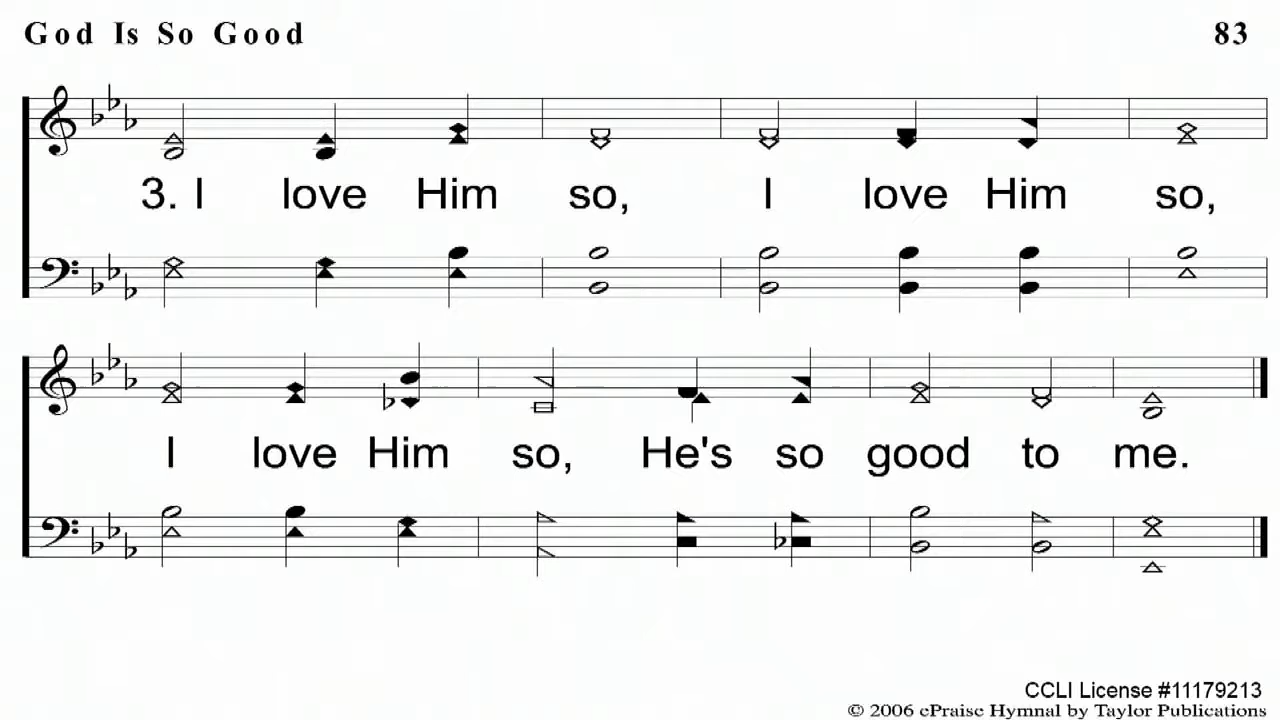 God Is So Good 83
3. I love Him so, I love Him so,
I love Him so, He's so good to me.
CCLI License #11179213
© 2006 ePraise Hymnal by Taylor Publications